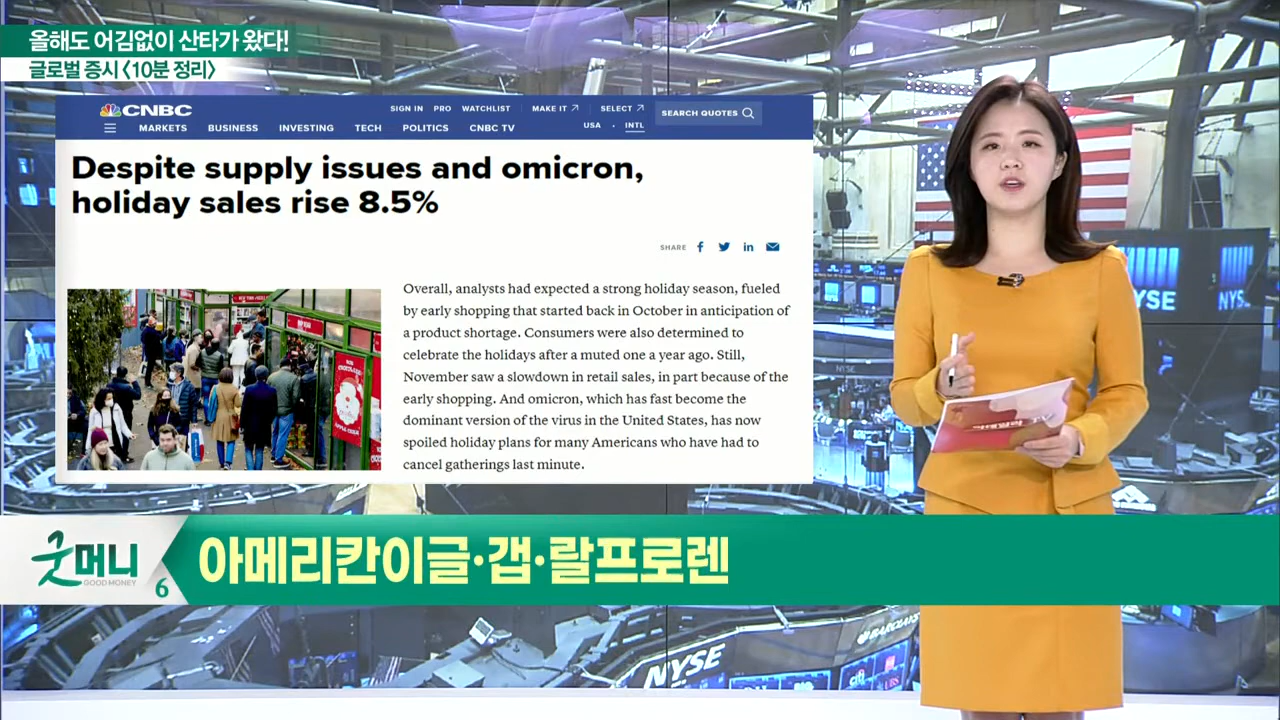 올해도 어김없이 산타가 왔다!
글로벌 증시 <10분 정리>
CNBC
SIGN IN PRO WATCHLIST MAKE IT SELECT
SEARCH QUOTES
USA · INTL
MARKETS BUSINESS INVESTING TECH POLITICS CNBC TV
Despite supply issues and omicron,
holiday sales rise 8.5%
SHARE
Overall, analysts had expected a strong holiday season, fueled
by early shopping that started back in October in anticipation of
a product shortage. Consumers were also determined to
celebrate the holidays after a muted one a year ago. Still,
November saw a slowdown in retail sales, in part because of the
early shopping. And omicron, which has fast become the
dominant version of the virus in the United States, has now
spoiled holiday plans for many Americans who have had to
cancel gatherings last minute.
NYSE
NYS
NYSE
굿머니
GOOD MONEY
6
아메리칸이글·갭·랄프로렌
BARCLAYS
NYSE
citi